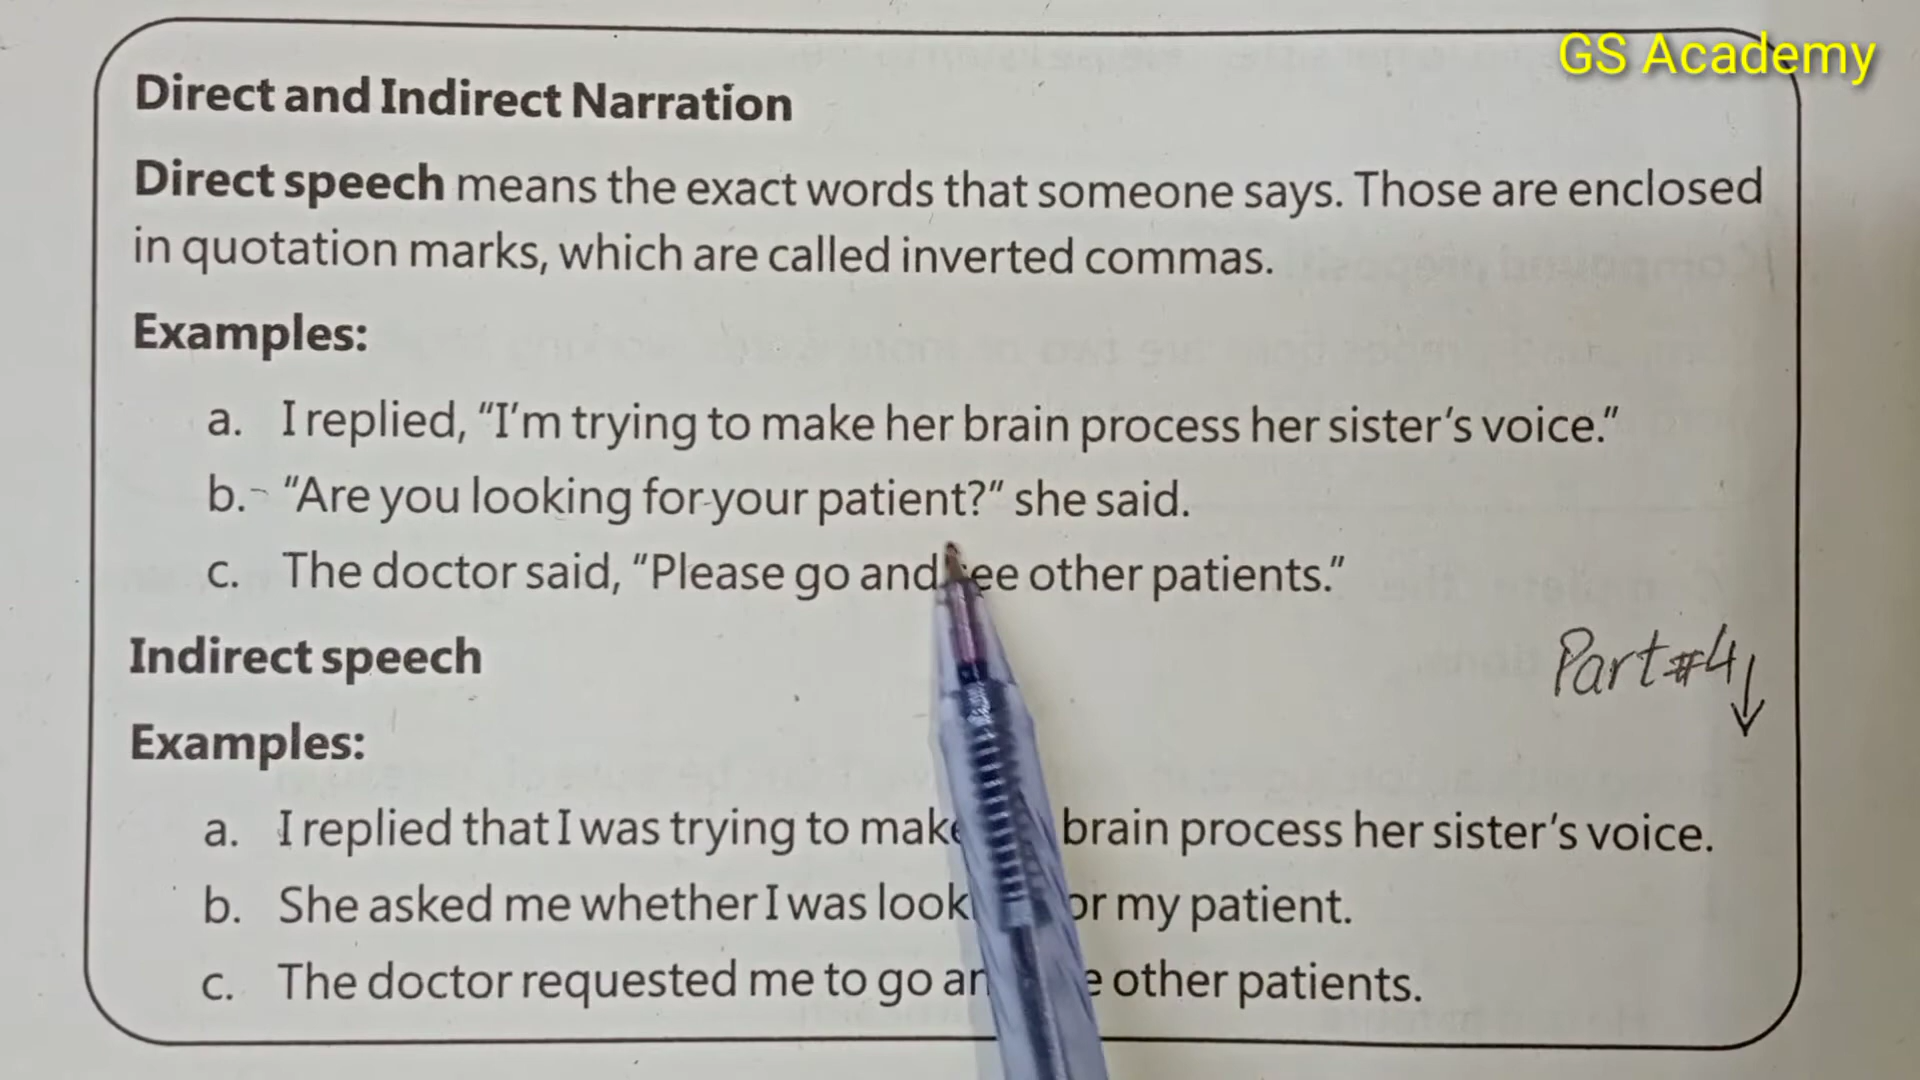 GS Academy
Direct and Indirect Narration
Direct speech means the exact words that someone says. Those are enclosed
in quotation marks, which are called inverted commas.
Examples:
a. I replied, “I’m trying to make her brain process her sister’s voice.”
b. “Are you looking for your patient?” she said.
c. The doctor said, “Please go and other patients.”
Indirect speech
Part #4
Examples:
a. I replied that I was trying to make brain process her sister’s voice.
b. She asked me whether I was my patient.
c. The doctor requested me to go other patients.